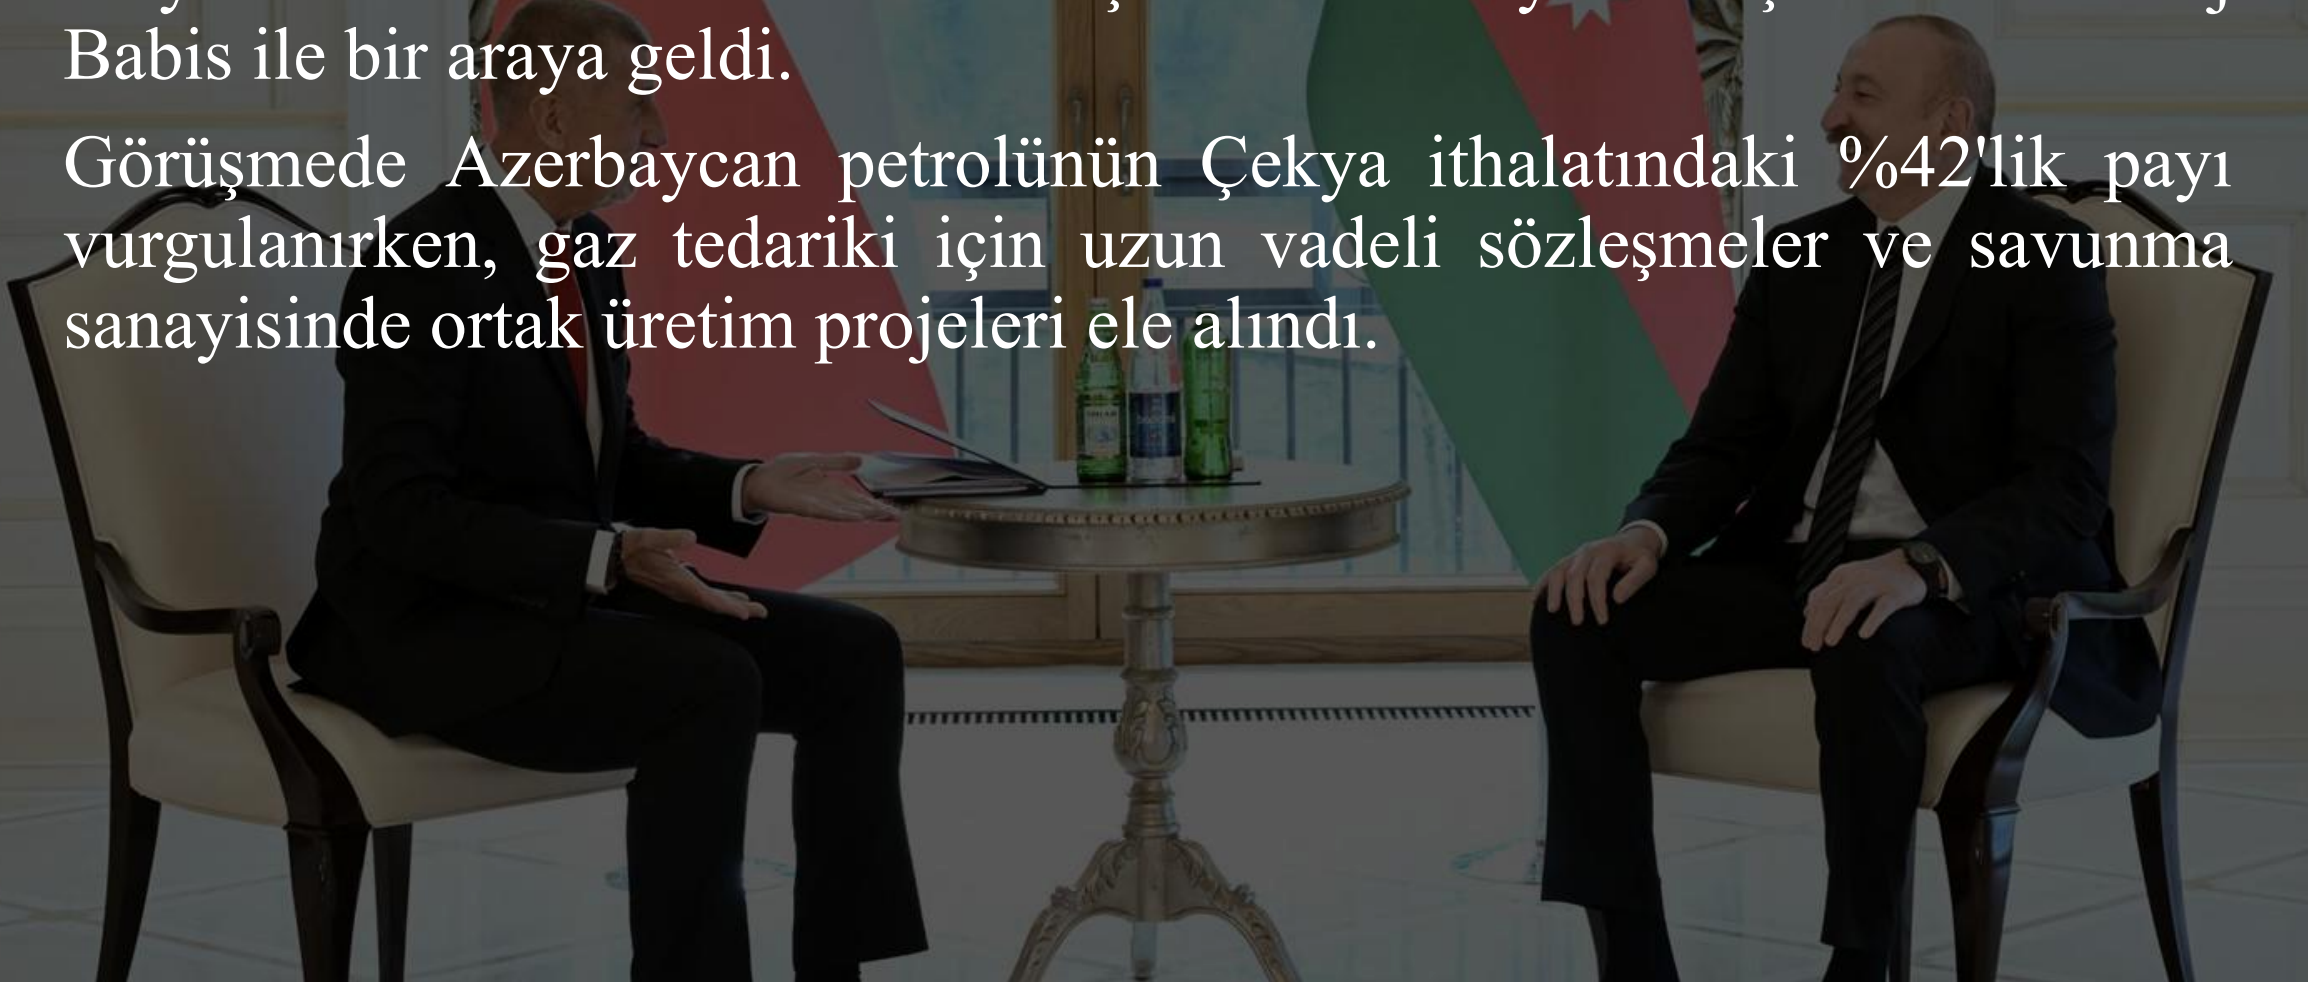 Babis ile bir araya geldi.
Görüşmede Azerbaycan petrolünün Çekya ithalatındaki %42'lik payı
vurgulanırken, gaz tedariki için uzun vadeli sözleşmeler ve savunma
sanayisinde ortak üretim projeleri ele alındı.